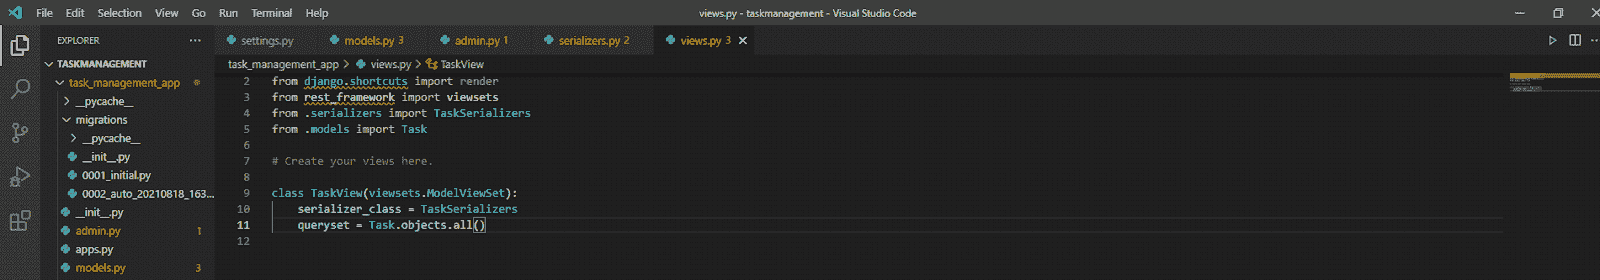 File Edit Selection View Go Run Terminal Help views.py - taskmanagement - Visual Studio Code
EXPLORER ...
TASKMANAGEMENT
task_management_app
__pycache__
migrations
__pycache__
__init__.py
0001_initial.py
0002_auto_20210818_163...
__init__.py
admin.py 1
apps.py
models.py 3
settings.py models.py 3 admin.py 1 serializers.py 2 views.py 3
task_management_app > views.py > TaskView
2 from django.shortcuts import render
3 from rest_framework import viewsets
4 from .serializers import TaskSerializers
5 from .models import Task
6
7 # Create your views here.
8
9 class TaskView(viewsets.ModelViewSet):
10 serializer_class = TaskSerializers
11 queryset = Task.objects.all()
12